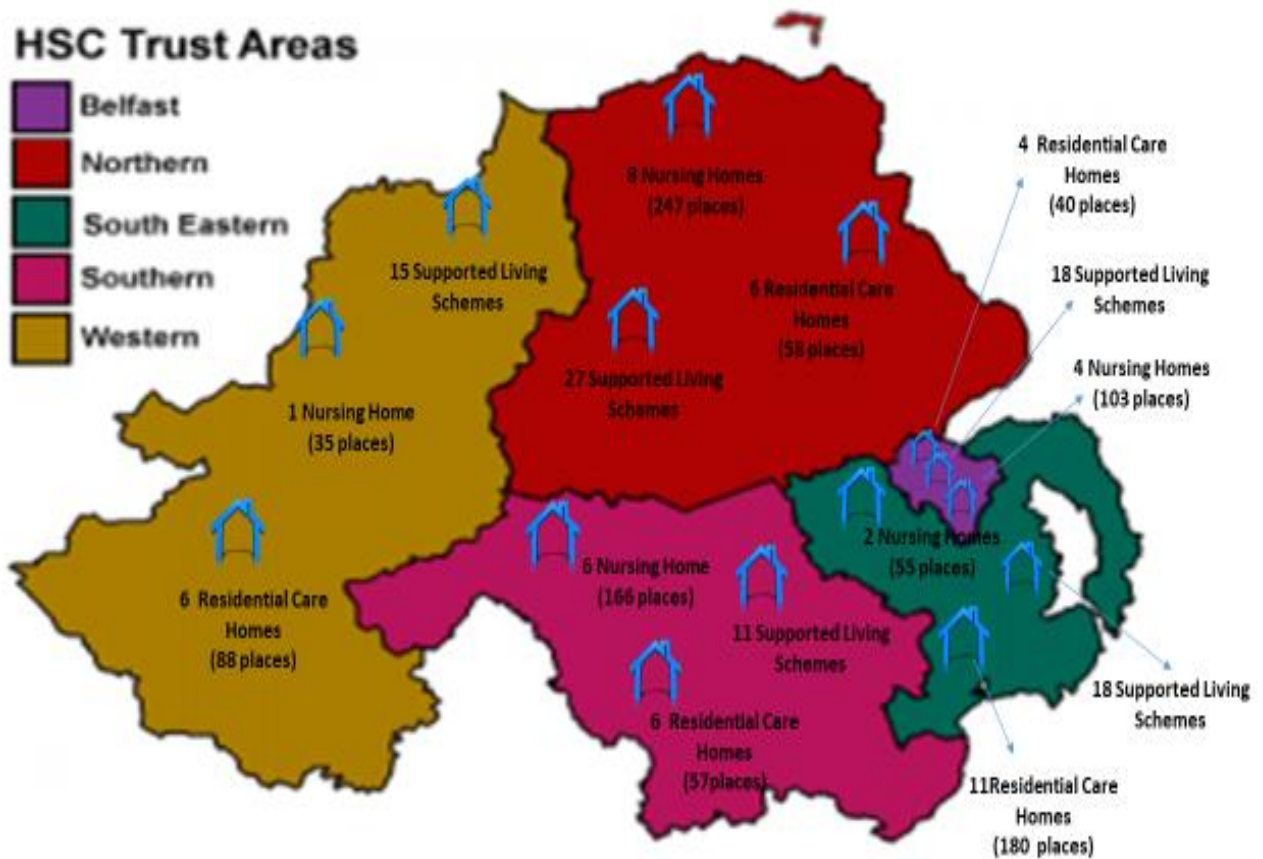 HSC Trust Areas
Belfast
Northern
South Eastern
Southern
Western
8 Nursing Homes
(247 places)
6 Residential Care
Homes
(58 places)
27 Supported Living
Schemes
15 Supported Living
Schemes
1 Nursing Home
(35 places)
6 Residential Care
Homes
(88 places)
4 Residential Care
Homes
(40 places)
18 Supported Living
Schemes
4 Nursing Homes
(103 places)
2 Nursing Homes
(55 places)
6 Nursing Home
(166 places)
11 Supported Living
Schemes
6 Residential Care
Homes
(57places)
18 Supported Living
Schemes
11Residential Care
Homes
(180 places)